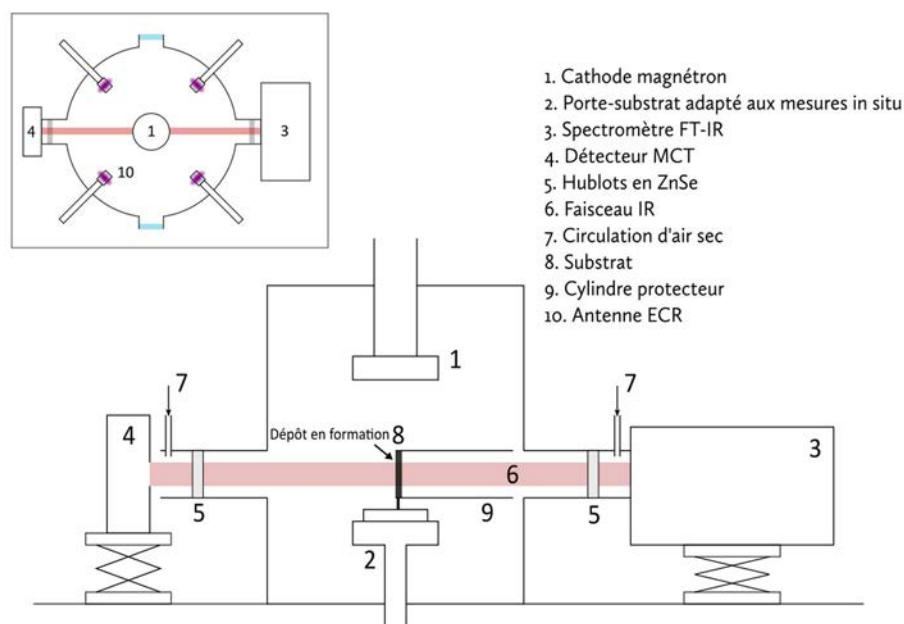 4
1
3
10
1. Cathode magnétron
2. Porte-substrat adapté aux mesures in situ
3. Spectromètre FT-IR
4. Détecteur MCT
5. Hublots en ZnSe
6. Faisceau IR
7. Circulation d'air sec
8. Substrat
9. Cylindre protecteur
10. Antenne ECR
1
7
7
4
Dépôt en formation
8
3
6
5
9
5
2